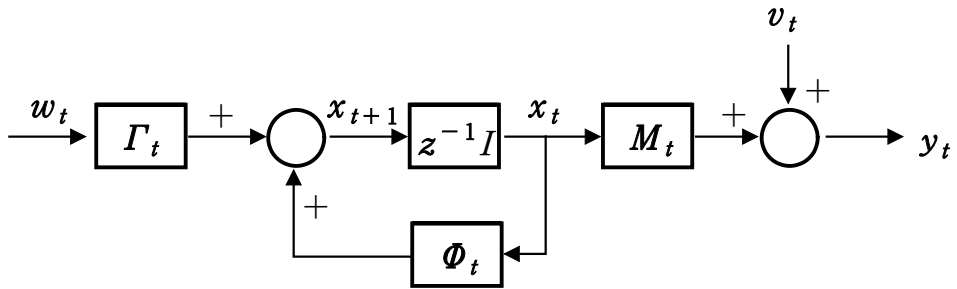 v_t
+
w_t
Γ_t
+
x_{t+1}
z^{-1}I
x_t
M_t
+
y_t
+
Φ_t